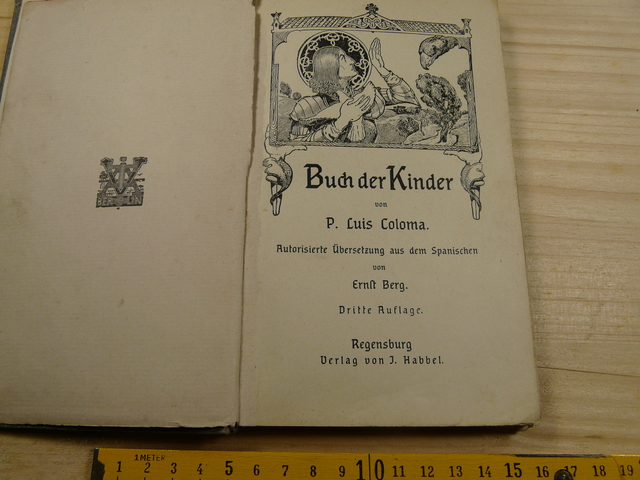 Buch der Kinder
von
P. Luis Coloma.
Autorisierte Übersetzung aus dem Spanischen
von
Ernst Berg.
Dritte Auflage.
Regensburg
Verlag von J. Habbel.
1 METER
1 2 3 4 5 6 7 8 9 10 11 12 13 14 15 16 17 18 19